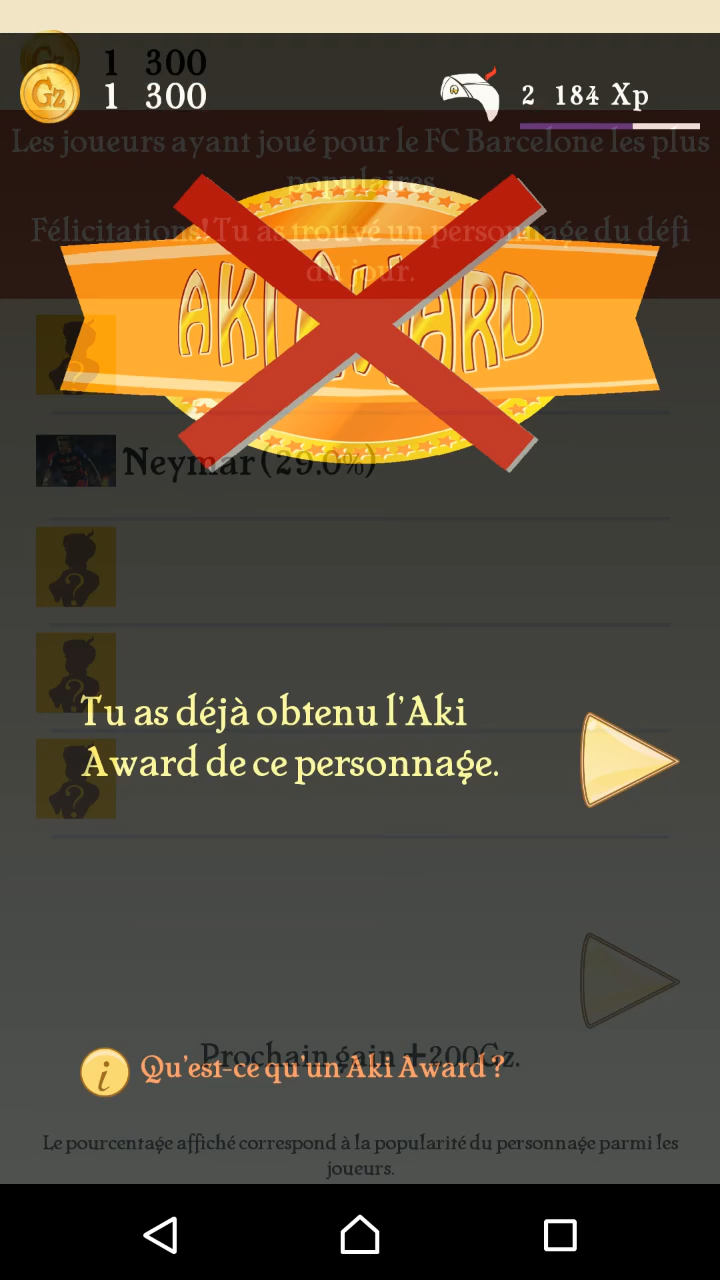 Gz 1 300
Gz 1 300
2 184 Xp
Les joueurs ayant joué pour le FC Barcelone les plus
populaires
Félicitations! Tu as trouvé un personnage du défi
du jour.
AKI AWARD
?
Neymar (29.0%)
?
?
?
Tu as déjà obtenu l'Aki
Award de ce personnage.
Prochain gain +200Gz.
i Qu'est-ce qu'un Aki Award ?
Le pourcentage affiché correspond à la popularité du personnage parmi les
joueurs.